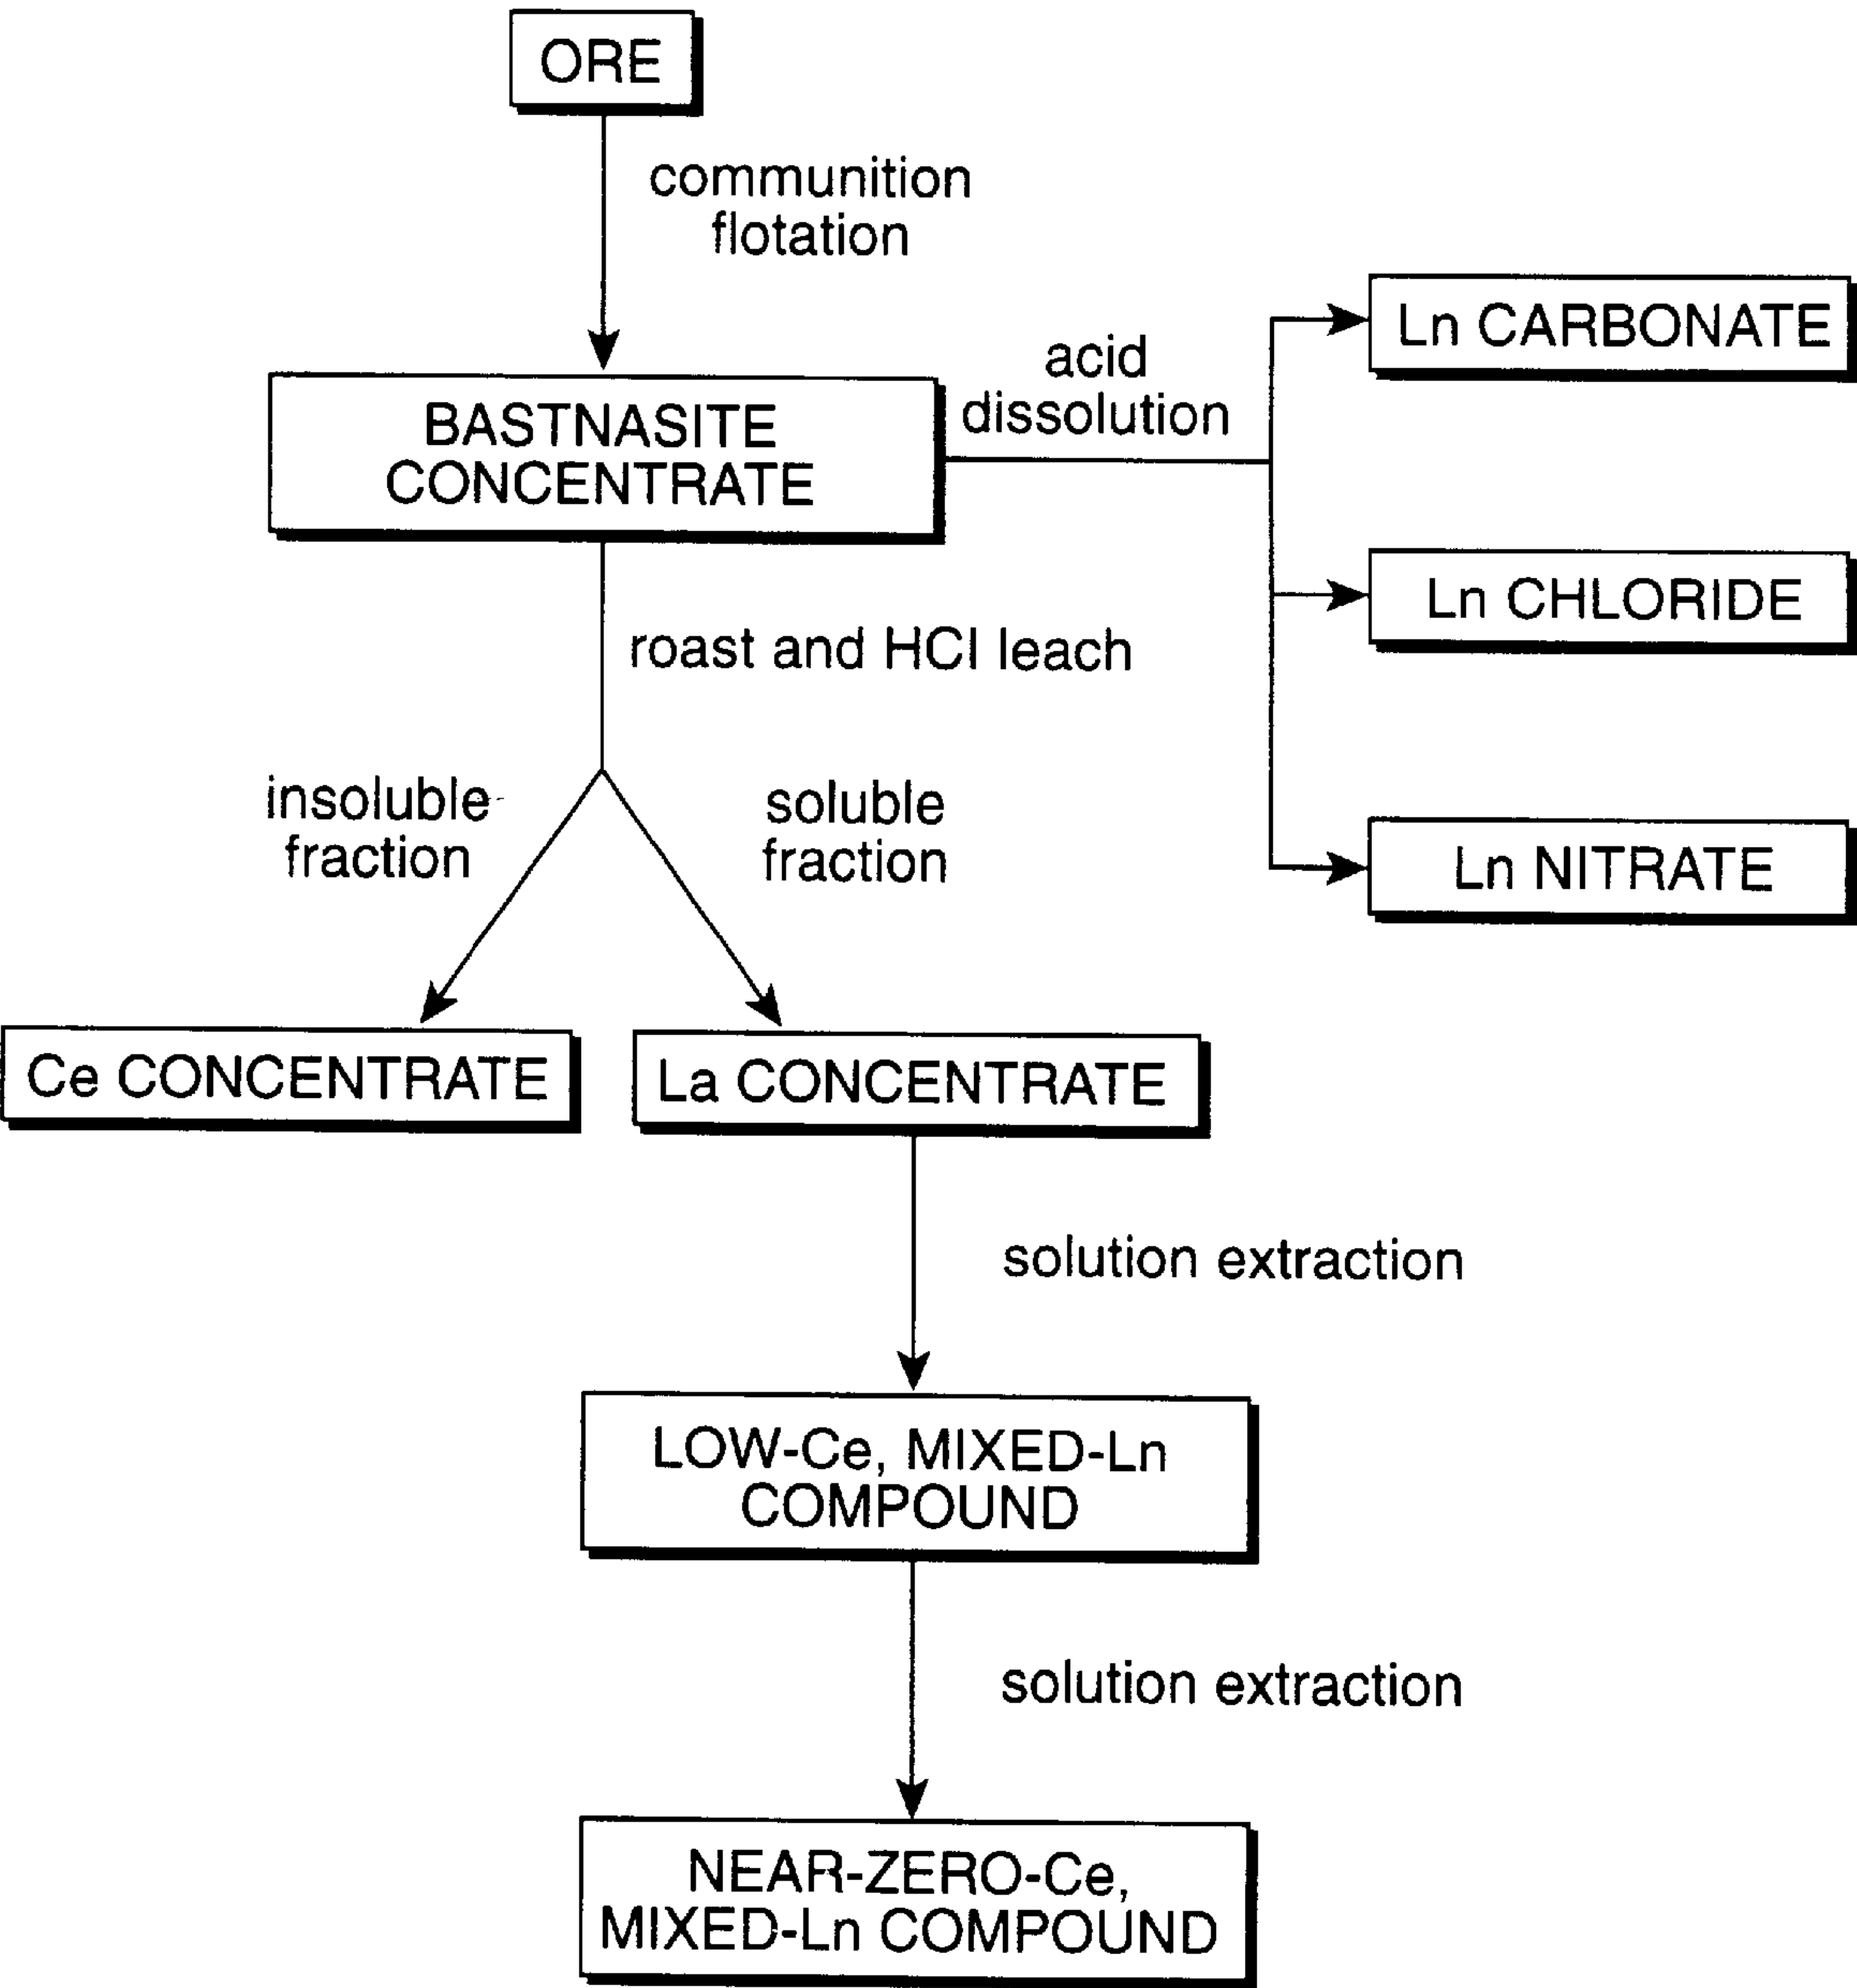 ORE
communition
flotation
BASTNASITE
CONCENTRATE
acid
dissolution
Ln CARBONATE
Ln CHLORIDE
Ln NITRATE
roast and HCl leach
insoluble
fraction
soluble
fraction
Ce CONCENTRATE
La CONCENTRATE
solution extraction
LOW-Ce, MIXED-Ln
COMPOUND
solution extraction
NEAR-ZERO-Ce,
MIXED-Ln COMPOUND